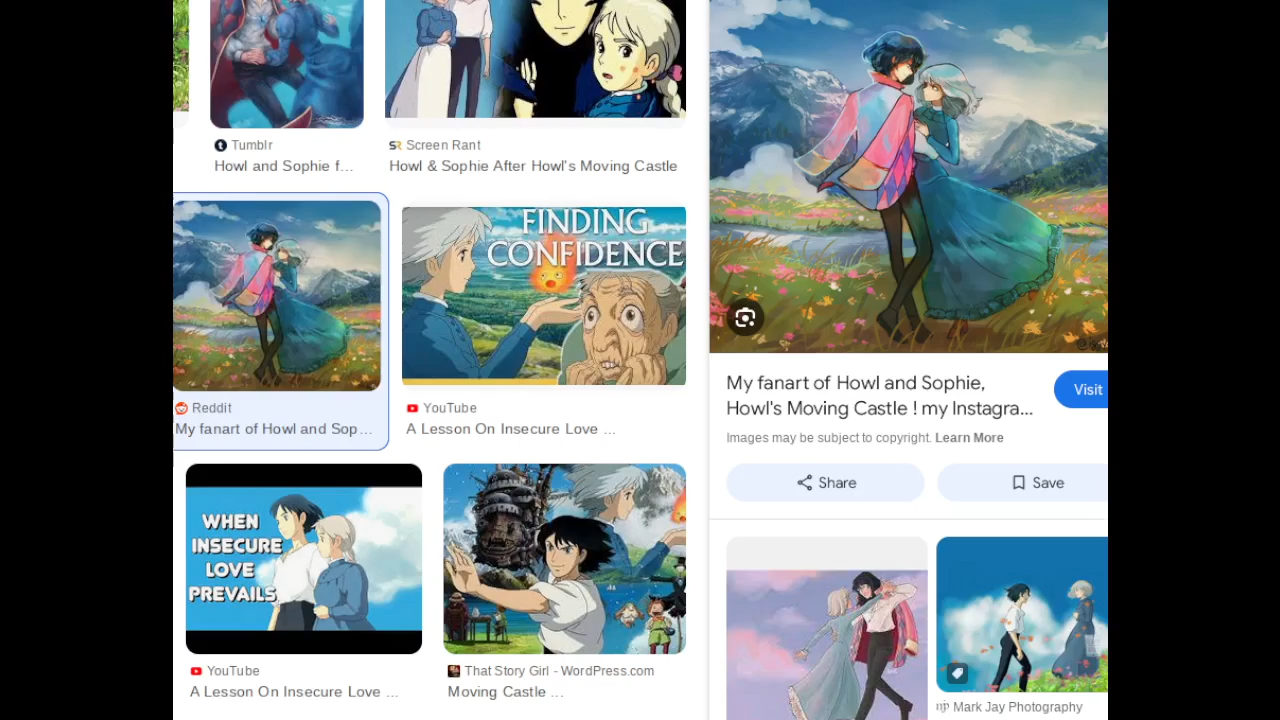 Tumblr
Howl and Sophie f...
Screen Rant
Howl & Sophie After Howl's Moving Castle
Reddit
My fanart of Howl and Sop...
FINDING
CONFIDENCE
YouTube
A Lesson On Insecure Love ...
WHEN
INSECURE
LOVE
PREVAILS
YouTube
A Lesson On Insecure Love ...
That Story Girl - WordPress.com
Moving Castle ...
My fanart of Howl and Sophie,
Howl's Moving Castle ! my Instagra...
Visit
Images may be subject to copyright. Learn More
Share
Save
Mark Jay Photography